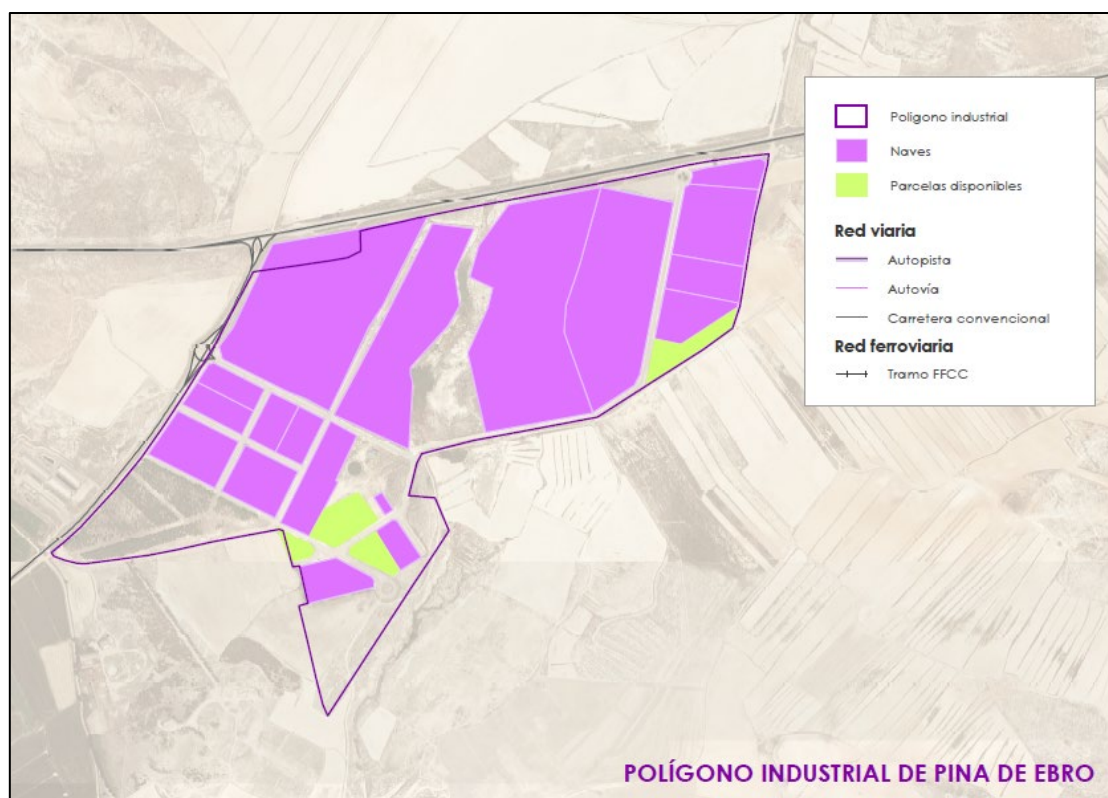 Polígono industrial
Naves
Parcelas disponibles
Red viaria
Autopista
Autovía
Carretera convencional
Red ferroviaria
Tramo FFCC
POLÍGONO INDUSTRIAL DE PINA DE EBRO